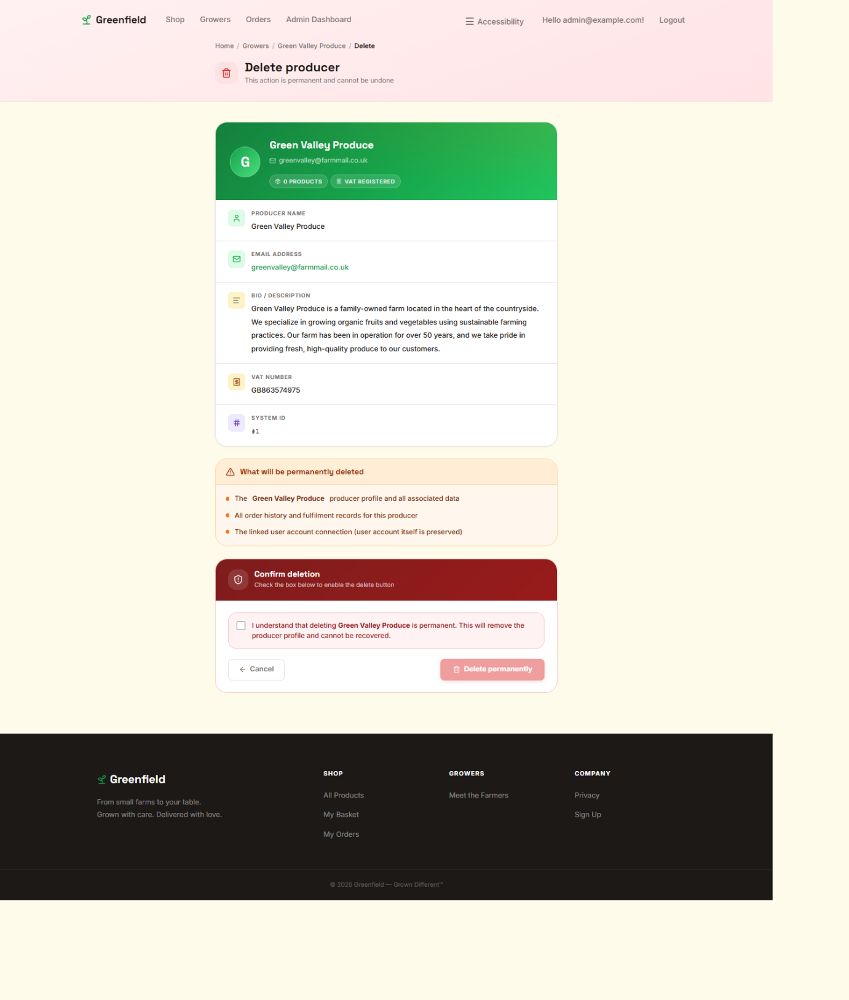 Greenfield
Shop
Growers
Orders
Admin Dashboard
Accessibility
Hello admin@example.com!
Logout
Home / Growers / Green Valley Produce / Delete
Delete producer
This action is permanent and cannot be undone
G
Green Valley Produce
greenvalley@farmmail.co.uk
0 PRODUCTS
VAT REGISTERED
PRODUCER NAME
Green Valley Produce
EMAIL ADDRESS
greenvalley@farmmail.co.uk
BIO / DESCRIPTION
Green Valley Produce is a family-owned farm located in the heart of the countryside.
We specialize in growing organic fruits and vegetables using sustainable farming
practices. Our farm has been in operation for over 50 years, and we take pride in
providing fresh, high-quality produce to our customers.
VAT NUMBER
GB863574975
SYSTEM ID
#1
What will be permanently deleted
The Green Valley Produce producer profile and all associated data
All order history and fulfilment records for this producer
The linked user account connection (user account itself is preserved)
Confirm deletion
Check the box below to enable the delete button
I understand that deleting Green Valley Produce is permanent. This will remove the
producer profile and cannot be recovered.
Cancel
Delete permanently
Greenfield
From small farms to your table.
Grown with care. Delivered with love.
SHOP
All Products
My Basket
My Orders
GROWERS
Meet the Farmers
COMPANY
Privacy
Sign Up
© 2026 Greenfield — Grown Different™